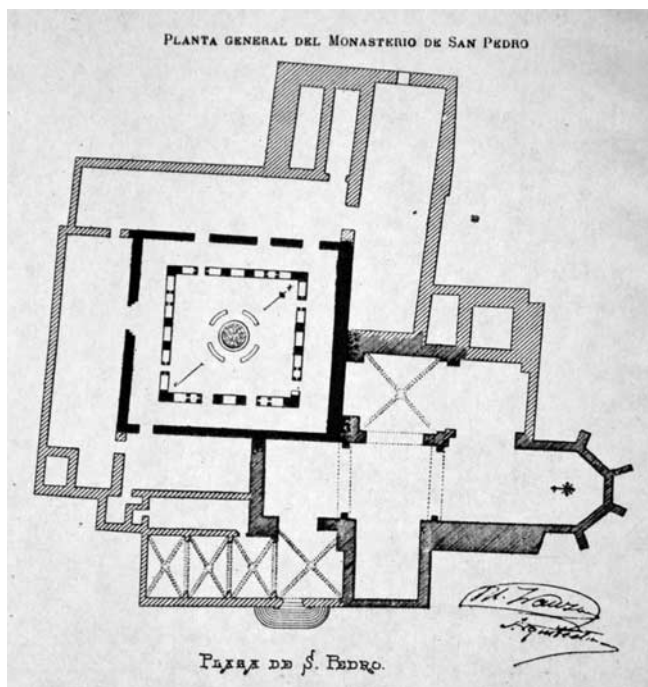 PLANTA GENERAL DEL MONASTERIO DE SAN PEDRO
PLAZA DE S. PEDRO.